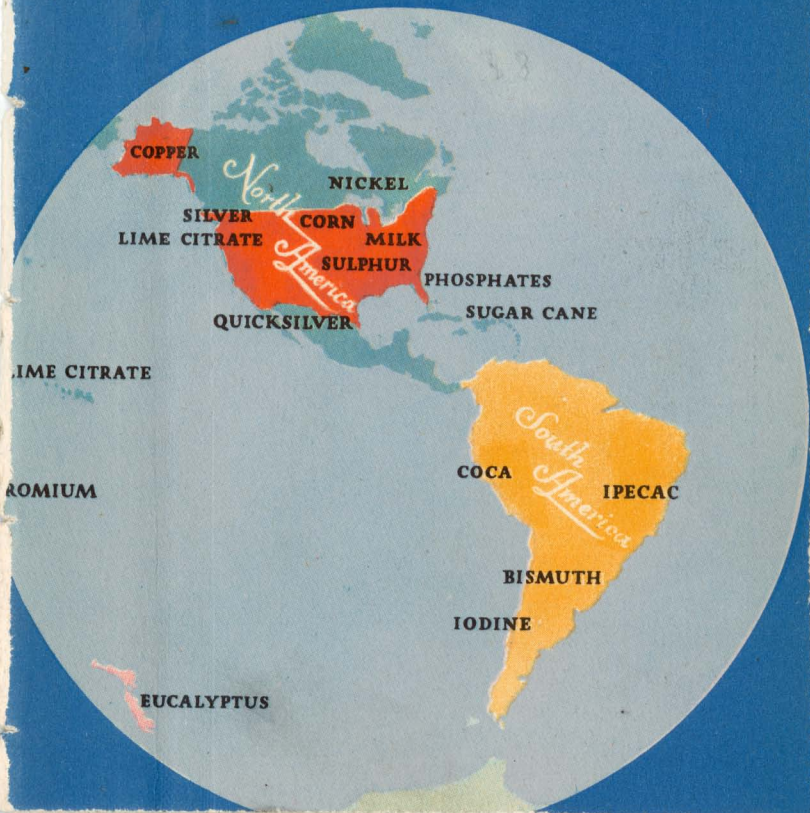 COPPER
North
America
NICKEL
SILVER
CORN
LIME CITRATE
MILK
SULPHUR
PHOSPHATES
SUGAR CANE
QUICKSILVER
IME CITRATE
South
America
COCA
IPECAC
ROMIUM
BISMUTH
IODINE
EUCALYPTUS